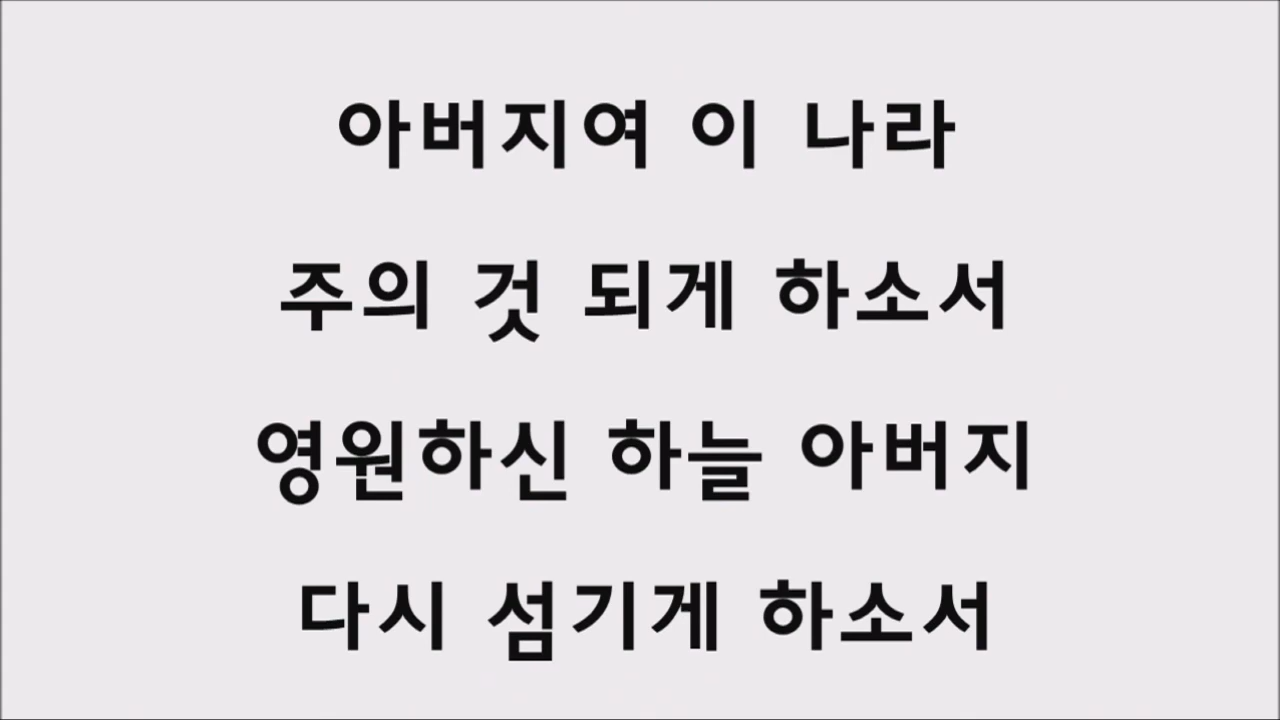 아버지여 이 나라
주의 것 되게 하소서
영원하신 하늘 아버지
다시 섬기게 하소서